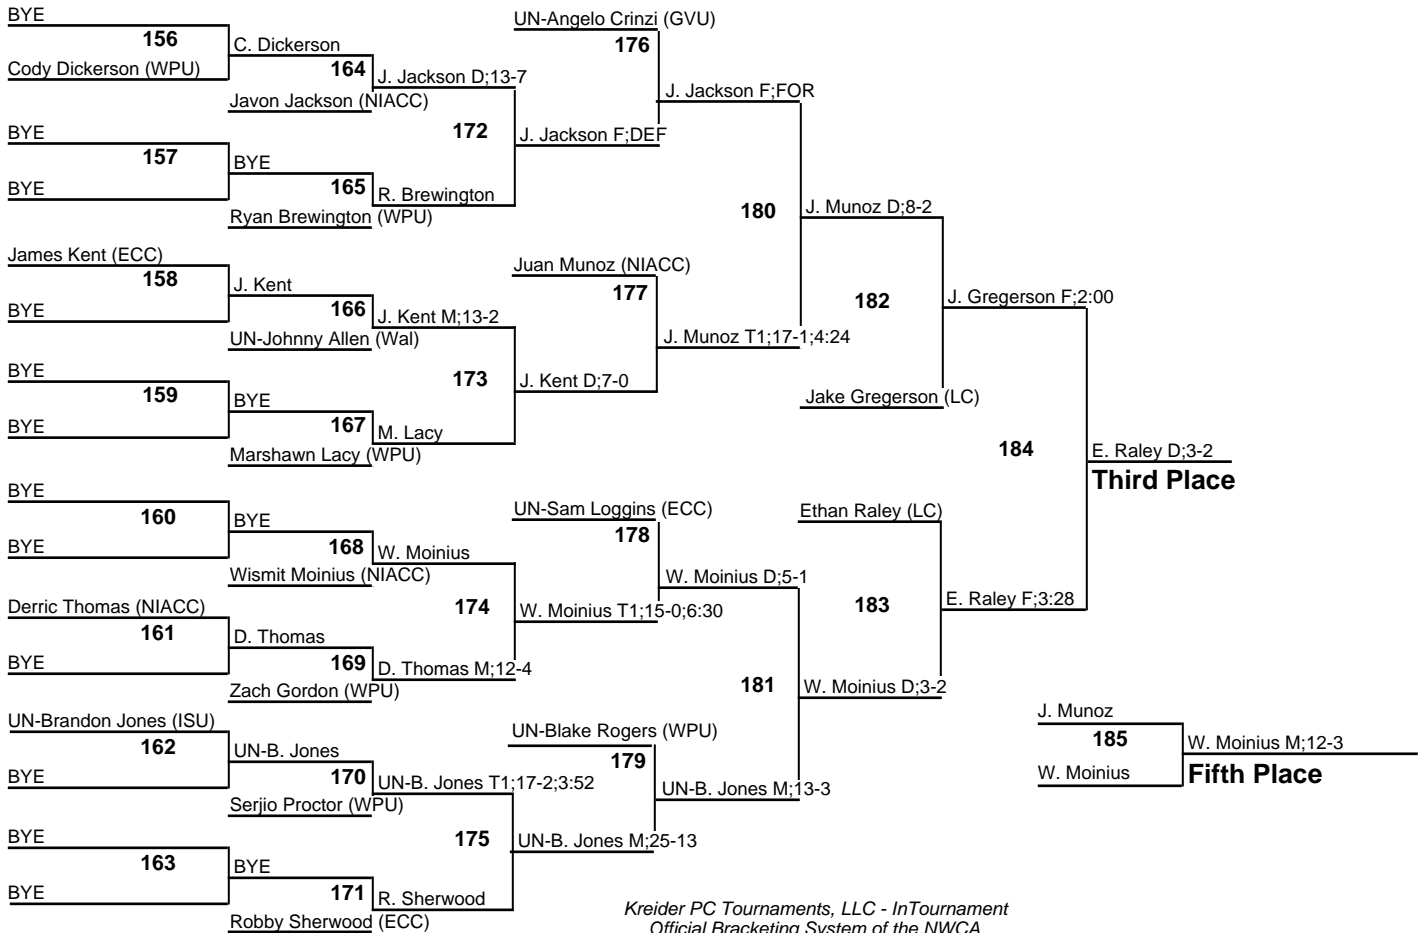 BYE
156
Cody Dickerson (WPU)
BYE
157
BYE
James Kent (ECC)
158
BYE
BYE
159
BYE
BYE
160
BYE
Derric Thomas (NIACC)
161
BYE
UN-Brandon Jones (ISU)
162
BYE
BYE
163
BYE
C. Dickerson
164
Javon Jackson (NIACC)
BYE
165
Ryan Brewington (WPU)
J. Kent
166
UN-Johnny Allen (Wal)
BYE
167
Marshawn Lacy (WPU)
BYE
168
Wismit Moinius (NIACC)
D. Thomas
169
Zach Gordon (WPU)
UN-B. Jones
170
Serjio Proctor (WPU)
BYE
171
Robby Sherwood (ECC)
J. Jackson D;13-7
172
R. Brewington
J. Kent M;13-2
173
M. Lacy
W. Moinius
174
D. Thomas M;12-4
UN-B. Jones T1;17-2;3:52
175
R. Sherwood
UN-Angelo Crinzi (GVU)
176
J. Jackson F;DEF
Juan Munoz (NIACC)
177
J. Kent D;7-0
UN-Sam Loggins (ECC)
178
W. Moinius T1;15-0;6:30
UN-Blake Rogers (WPU)
179
UN-B. Jones M;25-13
J. Jackson F;FOR
180
J. Munoz T1;17-1;4:24
W. Moinius D;5-1
181
UN-B. Jones M;13-3
J. Munoz D;8-2
182
Jake Gregerson (LC)
Ethan Raley (LC)
183
W. Moinius D;3-2
J. Gregerson F;2:00
184
E. Raley F;3:28
E. Raley D;3-2
Third Place
J. Munoz
185
W. Moinius
W. Moinius M;12-3
Fifth Place
Kreider PC Tournaments, LLC - InTournament
Official Bracketing System of the NWCA